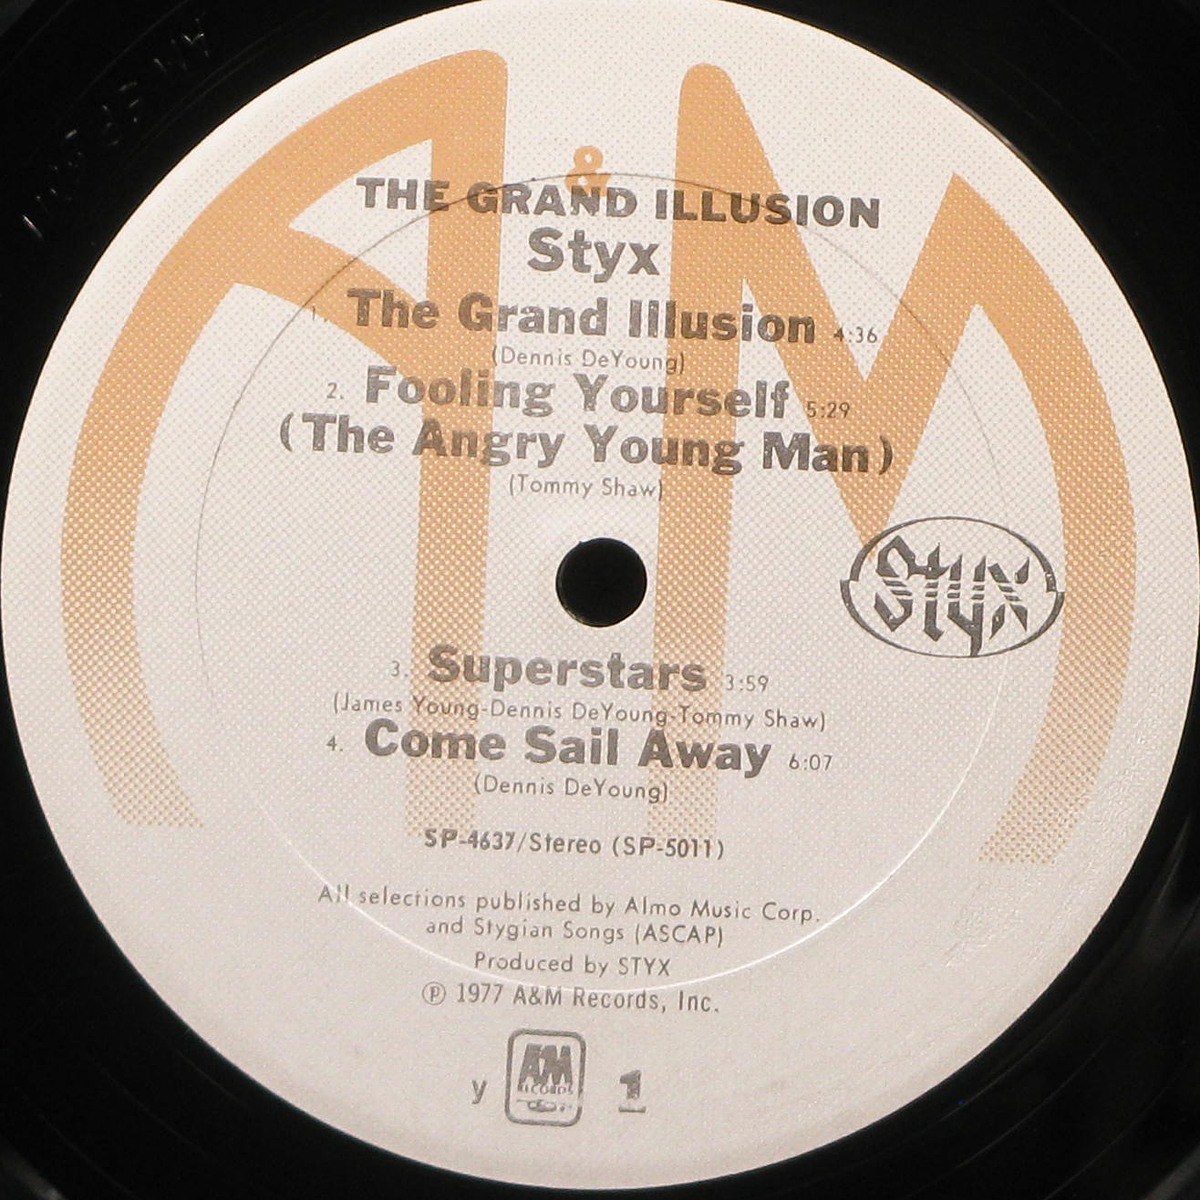 &
THE GRAND ILLUSION
Styx
1. The Grand Illusion 4:36
(Dennis DeYoung)
2. Fooling Yourself 5:29
(The Angry Young Man)
(Tommy Shaw)
Styx
3. Superstars 3:59
(James Young-Dennis DeYoung-Tommy Shaw)
4. Come Sail Away 6:07
(Dennis DeYoung)
SP-4637/Stereo (SP-5011)
All selections published by Almo Music Corp.
and Stygian Songs (ASCAP)
Produced by STYX
℗ 1977 A&M Records, Inc.
y
A&M
RECORDS
1